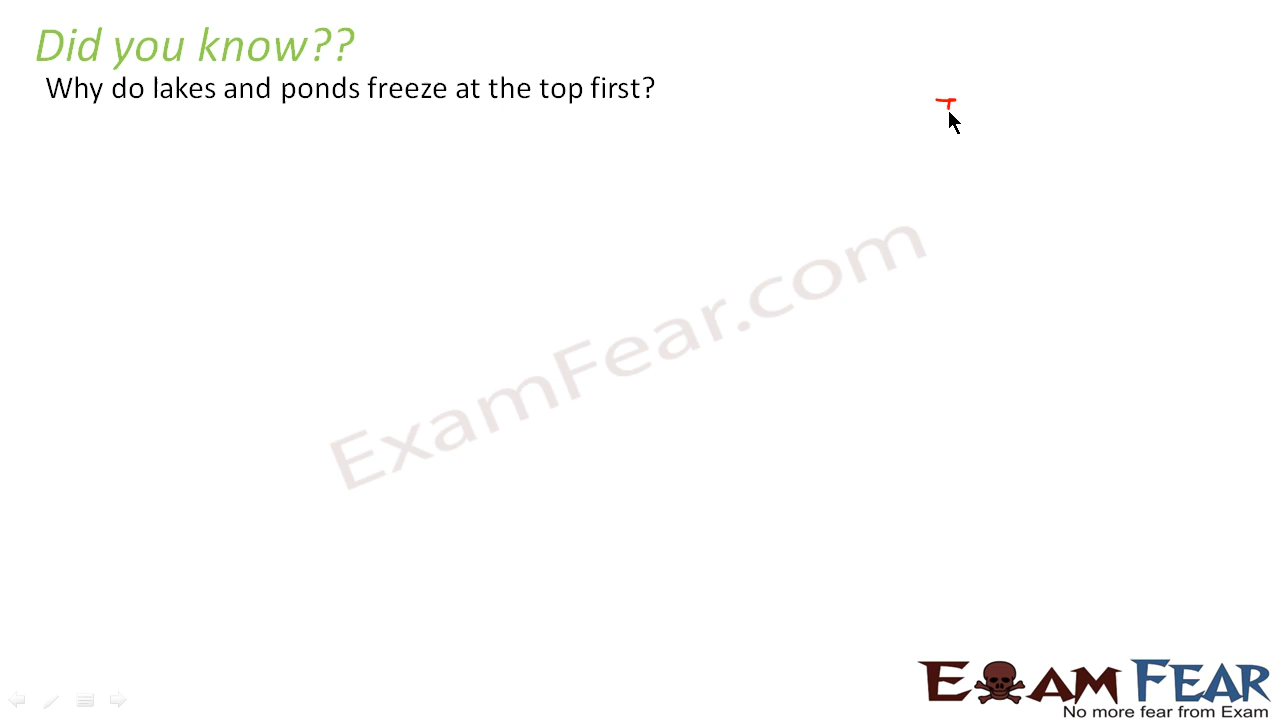 Did you know??
Why do lakes and ponds freeze at the top first?
T
ExamFear.com
EXAM FEAR
No more fear from Exam